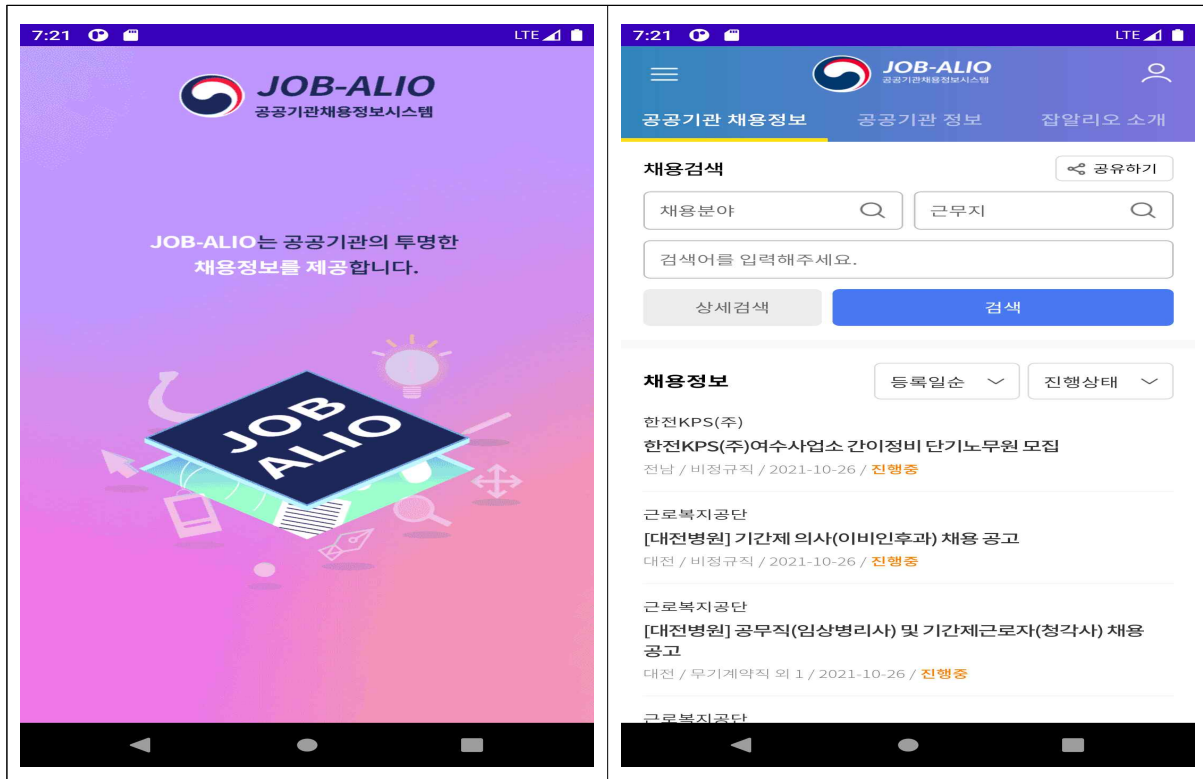 7:21
LTE
JOB-ALIO
공공기관채용정보시스템
JOB-ALIO는 공공기관의 투명한
채용정보를 제공합니다.
JOB
ALIO
7:21
LTE
JOB-ALIO
공공기관채용정보시스템
공공기관 채용정보 공공기관 정보 잡알리오 소개
채용검색 공유하기
채용분야 근무지
검색어를 입력해주세요.
상세검색 검색
채용정보 등록일순 진행상태
한전KPS(주)
한전KPS(주)여수사업소 간이정비 단기노무원 모집
전남 / 비정규직 / 2021-10-26 / 진행중
근로복지공단
[대전병원] 기간제 의사(이비인후과) 채용 공고
대전 / 비정규직 / 2021-10-26 / 진행중
근로복지공단
[대전병원] 공무직(임상병리사) 및 기간제근로자(청각사) 채용
공고
대전 / 무기계약직 외 1 / 2021-10-26 / 진행중
근로복지공단